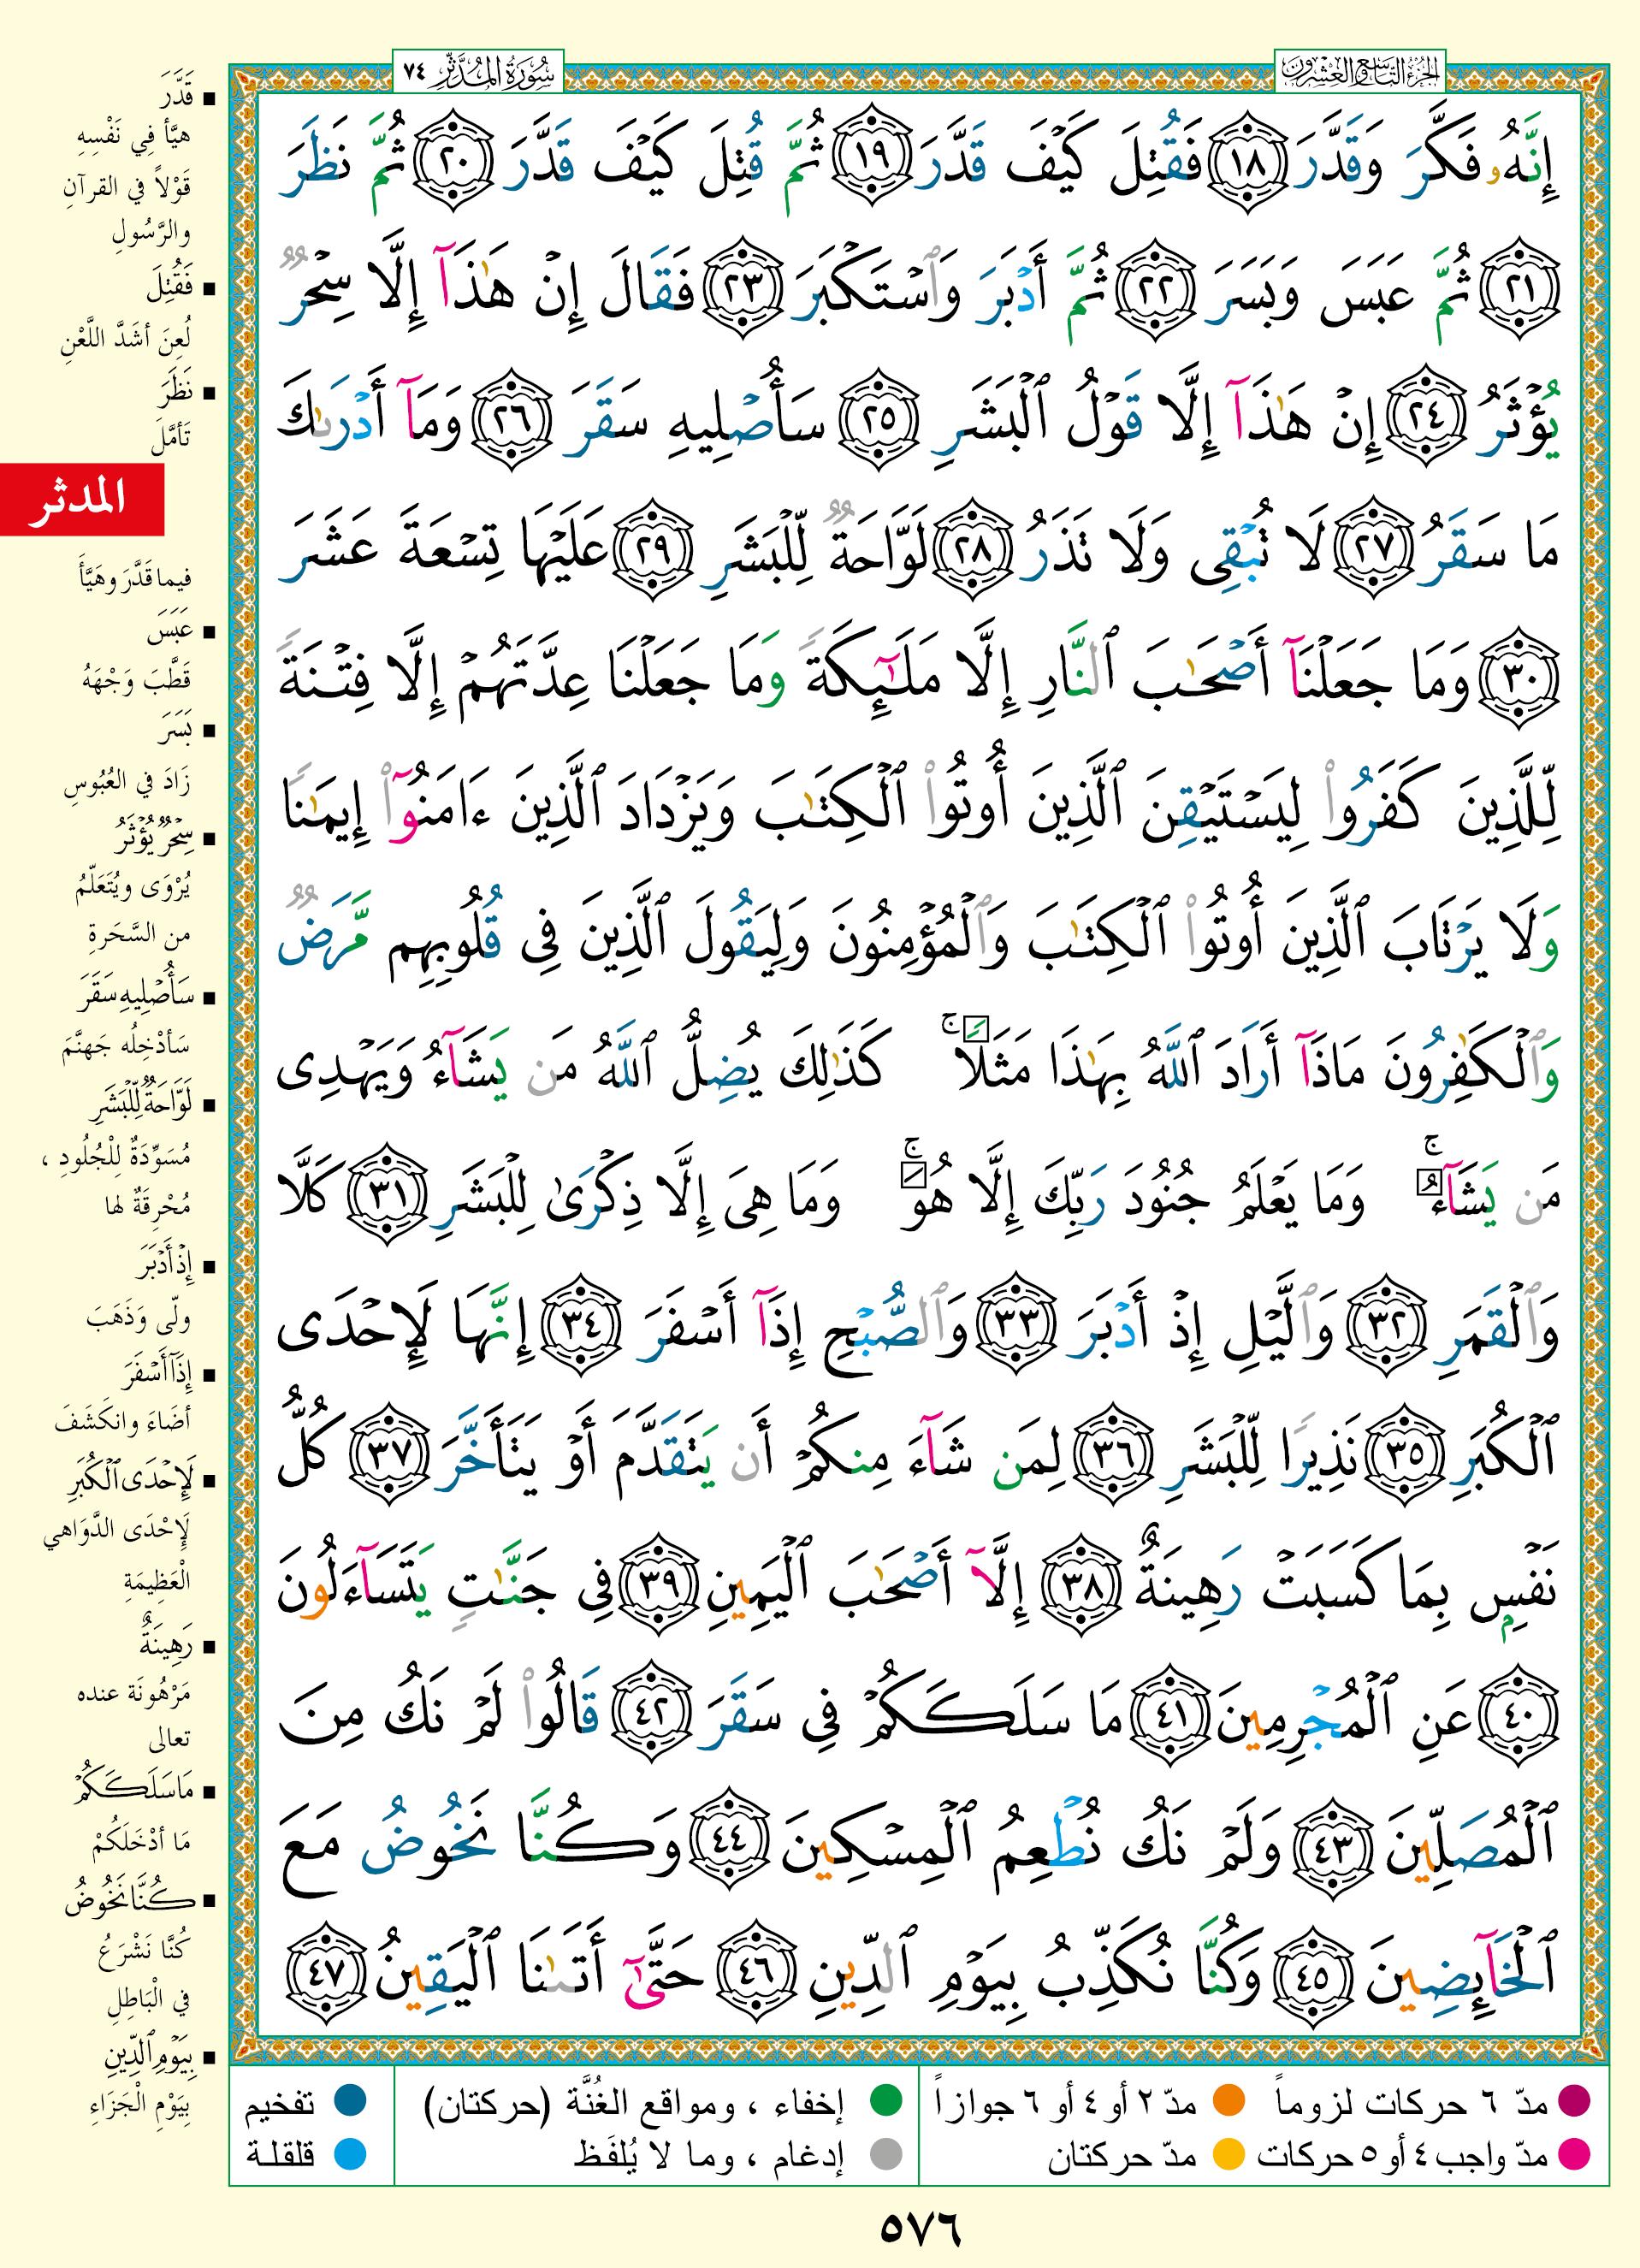 الجزء التاسع والعشرون
سورة المدثر ٧٤
إِنَّهُۥ فَكَّرَ وَقَدَّرَ ١٨ فَقُتِلَ كَيۡفَ قَدَّرَ ١٩ ثُمَّ قُتِلَ كَيۡفَ قَدَّرَ ٢٠ ثُمَّ نَظَرَ
٢١ ثُمَّ عَبَسَ وَبَسَرَ ٢٢ ثُمَّ أَدۡبَرَ وَٱسۡتَكۡبَرَ ٢٣ فَقَالَ إِنۡ هَٰذَآ إِلَّا سِحۡرٞ
يُؤۡثَرُ ٢٤ إِنۡ هَٰذَآ إِلَّا قَوۡلُ ٱلۡبَشَرِ ٢٥ سَأُصۡلِيهِ سَقَرَ ٢٦ وَمَآ أَدۡرَىٰكَ
مَا سَقَرُ ٢٧ لَا تُبۡقِي وَلَا تَذَرُ ٢٨ لَوَّاحَةٞ لِّلۡبَشَرِ ٢٩ عَلَيۡهَا تِسۡعَةَ عَشَرَ
٣٠ وَمَا جَعَلۡنَآ أَصۡحَٰبَ ٱلنَّارِ إِلَّا مَلَٰٓئِكَةٗ وَمَا جَعَلۡنَا عِدَّتَهُمۡ إِلَّا فِتۡنَةٗ
لِّلَّذِينَ كَفَرُواْ لِيَسۡتَيۡقِنَ ٱلَّذِينَ أُوتُواْ ٱلۡكِتَٰبَ وَيَزۡدَادَ ٱلَّذِينَ ءَامَنُوٓاْ إِيمَٰنٗا
وَلَا يَرۡتَابَ ٱلَّذِينَ أُوتُواْ ٱلۡكِتَٰبَ وَٱلۡمُؤۡمِنُونَ وَلِيَقُولَ ٱلَّذِينَ فِي قُلُوبِهِم مَّرَضٞ
وَٱلۡكَٰفِرُونَ مَاذَآ أَرَادَ ٱللَّهُ بِهَٰذَا مَثَلٗاۚ كَذَٰلِكَ يُضِلُّ ٱللَّهُ مَن يَشَآءُ وَيَهۡدِي
مَن يَشَآءُۚ وَمَا يَعۡلَمُ جُنُودَ رَبِّكَ إِلَّا هُوَۚ وَمَا هِيَ إِلَّا ذِكۡرَىٰ لِلۡبَشَرِ ٣١ كَلَّا
وَٱلۡقَمَرِ ٣٢ وَٱلَّيۡلِ إِذۡ أَدۡبَرَ ٣٣ وَٱلصُّبۡحِ إِذَآ أَسۡفَرَ ٣٤ إِنَّهَا لَإِحۡدَى
ٱلۡكُبَرِ ٣٥ نَذِيرٗا لِّلۡبَشَرِ ٣٦ لِمَن شَآءَ مِنكُمۡ أَن يَتَقَدَّمَ أَوۡ يَتَأَخَّرَ ٣٧ كُلُّ
نَفۡسِۭ بِمَا كَسَبَتۡ رَهِينَةٌ ٣٨ إِلَّآ أَصۡحَٰبَ ٱلۡيَمِينِ ٣٩ فِي جَنَّٰتٖ يَتَسَآءَلُونَ
٤٠ عَنِ ٱلۡمُجۡرِمِينَ ٤١ مَا سَلَكَكُمۡ فِي سَقَرَ ٤٢ قَالُواْ لَمۡ نَكُ مِنَ
ٱلۡمُصَلِّينَ ٤٣ وَلَمۡ نَكُ نُطۡعِمُ ٱلۡمِسۡكِينَ ٤٤ وَكُنَّا نَخُوضُ مَعَ
ٱلۡخَآئِضِينَ ٤٥ وَكُنَّا نُكَذِّبُ بِيَوۡمِ ٱلدِّينِ ٤٦ حَتَّىٰٓ أَتَىٰنَا ٱلۡيَقِينُ ٤٧
■ قَدَّرَ
هيَّأ فِي نَفْسِهِ
قَوْلاً في القرآنِ
والرَّسُولِ
■ فَقُتِلَ
لُعِنَ أشَدَّ اللَّعْنِ
■ نَظَرَ
تَأمَّلَ
المدثر
فيما قَدَّرَ وهَيَّأَ
■ عَبَسَ
قَطَّبَ وَجْهَهُ
■ بَسَرَ
زَادَ في العُبُوسِ
■ سِحۡرٞ يُؤۡثَرُ
يُرْوَى ويُتَعَلَّمُ
من السَّحَرةِ
■ سَأُصۡلِيهِ سَقَرَ
سَأدْخِلُه جَهنَّمَ
■ لَوَّاحَةٞ لِّلۡبَشَرِ
مُسَوِّدَةٌ لِلْجُلُودِ ،
مُحْرِقَةٌ لها
■ إِذۡ أَدۡبَرَ
ولّى وَذَهَبَ
■ إِذَآ أَسۡفَرَ
أضَاءَ وانكَشَفَ
■ لَإِحۡدَى ٱلۡكُبَرِ
لَإِحْدَى الدَّوَاهي
الْعَظِيمَةِ
■ رَهِينَةٌ
مَرْهُونَة عنده
تعالى
■ مَا سَلَكَكُمۡ
مَا أدْخَلَكُمْ
■ كُنَّا نَخُوضُ
كُنَّا نَشْرَعُ
في الْبَاطِلِ
■ بِيَوۡمِ ٱلدِّينِ
بِيَوْمِ الْجَزَاءِ
مدّ ٦ حركات لزوماً مدّ ٢ أو ٤ أو ٦ جوازاً
إخفاء ، ومواقع الغُنَّة (حركتان)
تفخيم
مدّ واجب ٤ أو ٥ حركات مدّ حركتان
إدغام ، وما لا يُلفَظ
قلقلة
٥٧٦